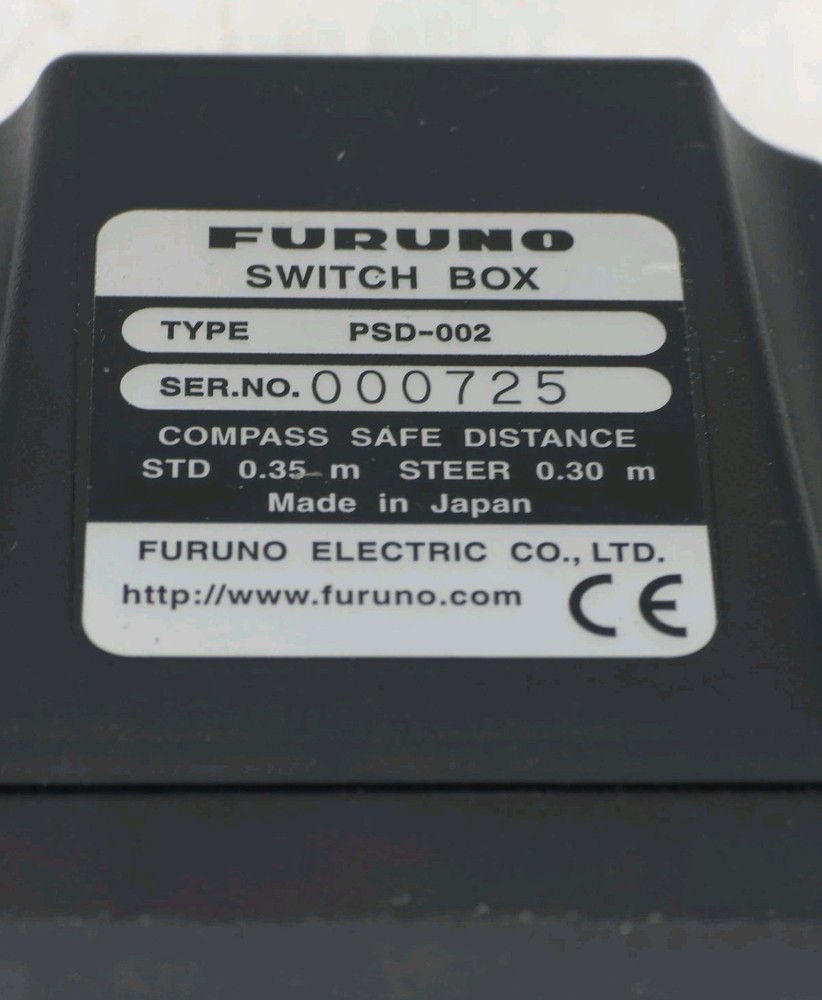 FURUNO
SWITCH BOX
TYPE PSD-002
SER.NO. 000725
COMPASS SAFE DISTANCE
STD 0.35 m STEER 0.30 m
Made in Japan
FURUNO ELECTRIC CO., LTD.
http://www.furuno.com CE